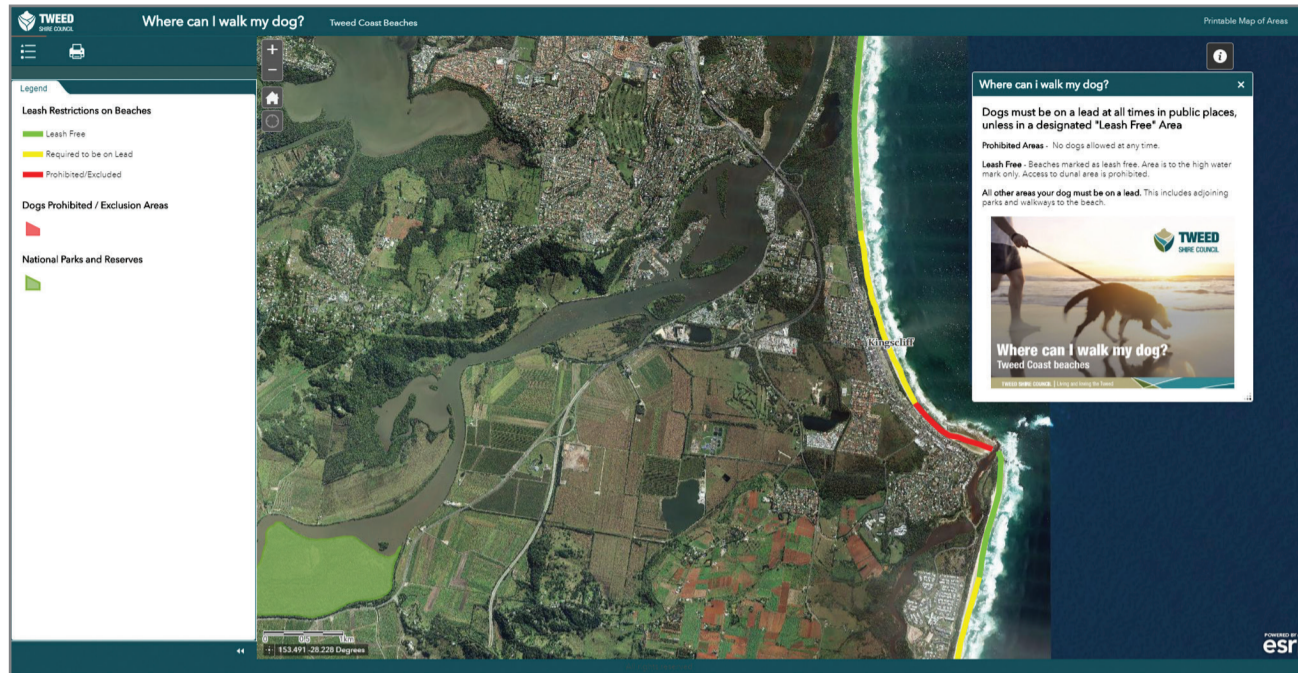 TWEED
SHIRE COUNCIL
Where can I walk my dog?
Tweed Coast Beaches
Printable Map of Areas
Legend
Leash Restrictions on Beaches
Leash Free
Required to be on Lead
Prohibited/Excluded
Dogs Prohibited / Exclusion Areas
National Parks and Reserves
+
−
Kingscliff
0 0.5 1km
153.491 -28.228 Degrees
i
Where can i walk my dog?
Dogs must be on a lead at all times in public places,
unless in a designated "Leash Free" Area
Prohibited Areas - No dogs allowed at any time.
Leash Free - Beaches marked as leash free. Area is to the high water
mark only. Access to dunal area is prohibited.
All other areas your dog must be on a lead. This includes adjoining
parks and walkways to the beach.
TWEED
SHIRE COUNCIL
Where can I walk my dog?
Tweed Coast beaches
TWEED SHIRE COUNCIL | Living and loving the Tweed
POWERED BY
esri